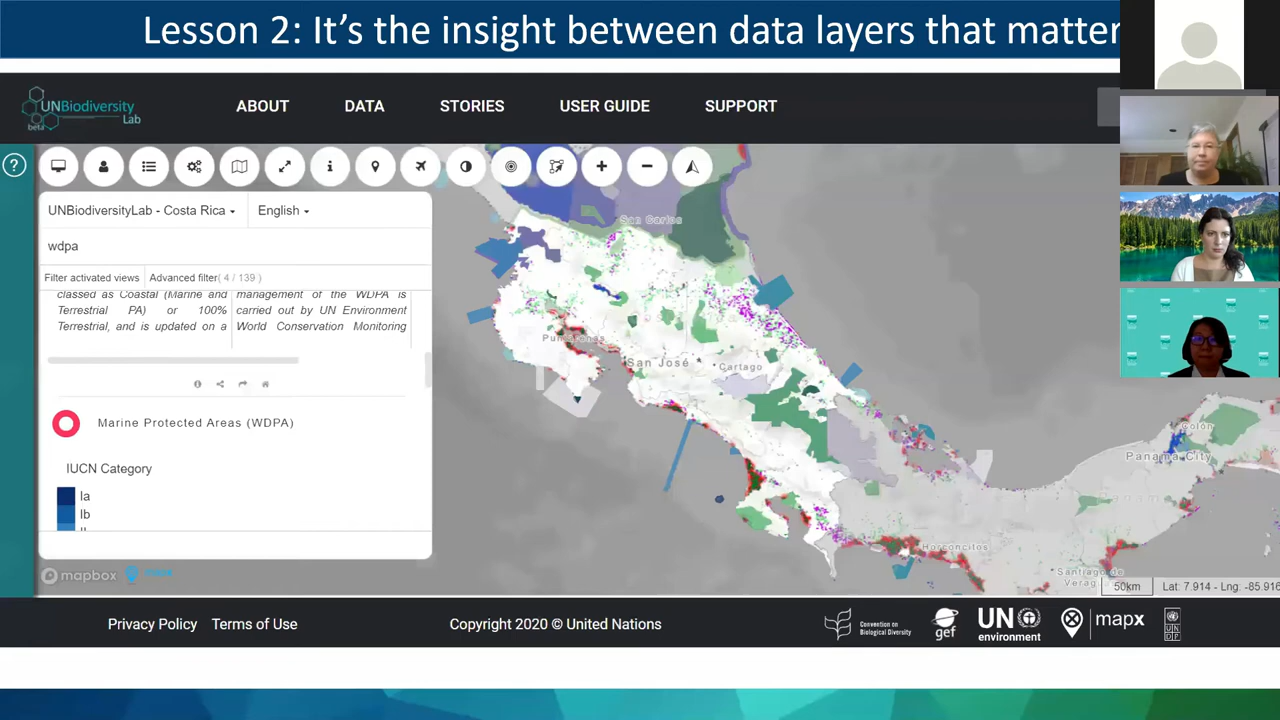 Lesson 2: It's the insight between data layers that matter
UNBiodiversity
Lab
beta
ABOUT
DATA
STORIES
USER GUIDE
SUPPORT
?
UNBiodiversityLab - Costa Rica
English
wdpa
Filter activated views
Advanced filter( 4 / 139 )
classed as Coastal (Marine and
Terrestrial PA) or 100%
Terrestrial, and is updated on a
management of the WDPA is
carried out by UN Environment
World Conservation Monitoring
Marine Protected Areas (WDPA)
IUCN Category
Ia
Ib
II
San Carlos
Puntarenas
San José
Cartago
Colón
Panama City
Panama
Horconcitos
Santiago de
Verag
mapbox
50km
Lat: 7.914 - Lng: -85.916
Privacy Policy
Terms of Use
Copyright 2020 © United Nations
Convention on
Biological Diversity
gef
UN
environment
mapx
UN
DP